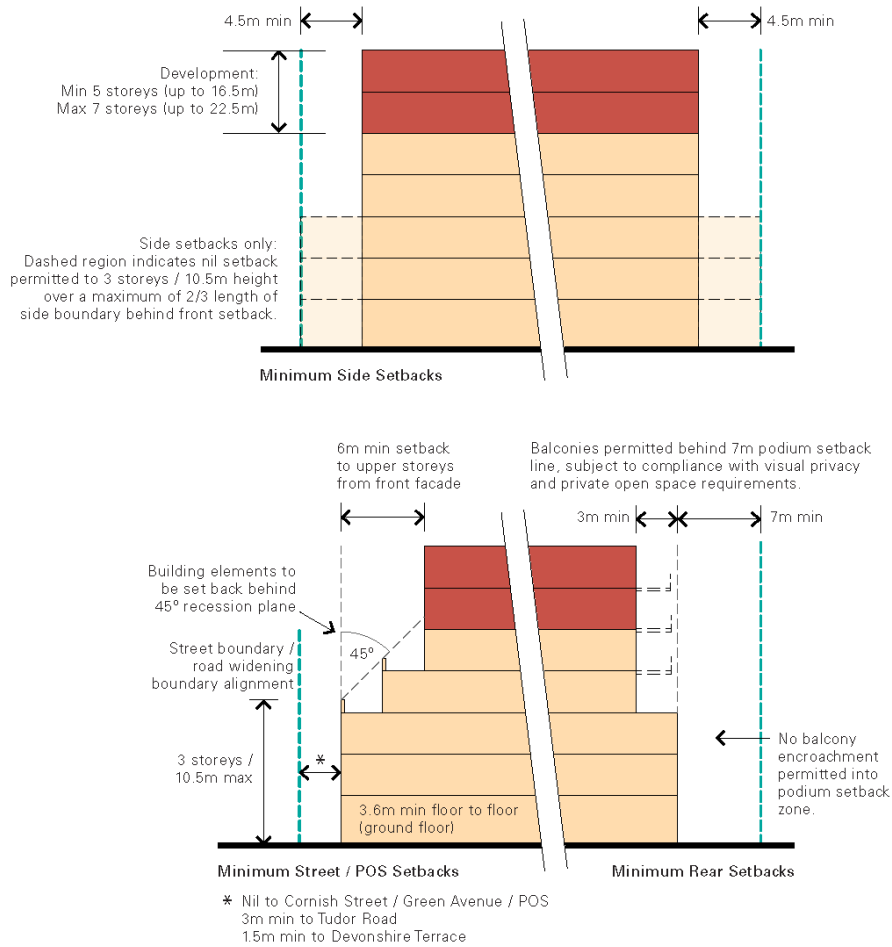 4.5m min
4.5m min
Development:
Min 5 storeys (up to 16.5m)
Max 7 storeys (up to 22.5m)
Side setbacks only:
Dashed region indicates nil setback
permitted to 3 storeys / 10.5m height
over a maximum of 2/3 length of
side boundary behind front setback.
Minimum Side Setbacks
6m min setback
to upper storeys
from front facade
Balconies permitted behind 7m podium setback
line, subject to compliance with visual privacy
and private open space requirements.
3m min
7m min
Building elements to
be set back behind
45º recession plane
45º
Street boundary /
road widening
boundary alignment
3 storeys /
10.5m max
*
No balcony
encroachment
permitted into
podium setback
zone.
3.6m min floor to floor
(ground floor)
Minimum Street / POS Setbacks
Minimum Rear Setbacks
* Nil to Cornish Street / Green Avenue / POS
3m min to Tudor Road
1.5m min to Devonshire Terrace